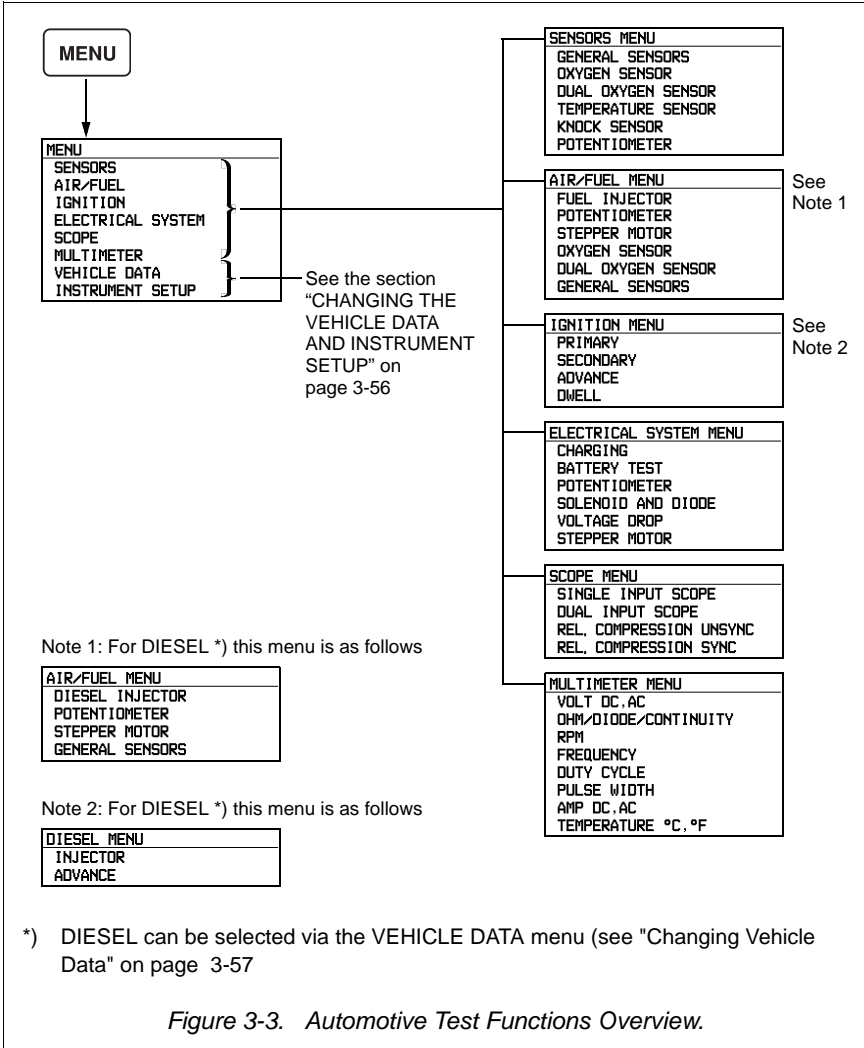 MENU
MENU
SENSORS
AIR/FUEL
IGNITION
ELECTRICAL SYSTEM
SCOPE
MULTIMETER
VEHICLE DATA
INSTRUMENT SETUP
See the section
“CHANGING THE
VEHICLE DATA
AND INSTRUMENT
SETUP” on
page 3-56
SENSORS MENU
GENERAL SENSORS
OXYGEN SENSOR
DUAL OXYGEN SENSOR
TEMPERATURE SENSOR
KNOCK SENSOR
POTENTIOMETER
AIR/FUEL MENU
FUEL INJECTOR
POTENTIOMETER
STEPPER MOTOR
OXYGEN SENSOR
DUAL OXYGEN SENSOR
GENERAL SENSORS
See
Note 1
IGNITION MENU
PRIMARY
SECONDARY
ADVANCE
DWELL
See
Note 2
ELECTRICAL SYSTEM MENU
CHARGING
BATTERY TEST
POTENTIOMETER
SOLENOID AND DIODE
VOLTAGE DROP
STEPPER MOTOR
SCOPE MENU
SINGLE INPUT SCOPE
DUAL INPUT SCOPE
REL. COMPRESSION UNSYNC
REL. COMPRESSION SYNC
MULTIMETER MENU
VOLT DC,AC
OHM/DIODE/CONTINUITY
RPM
FREQUENCY
DUTY CYCLE
PULSE WIDTH
AMP DC,AC
TEMPERATURE °C,°F
Note 1: For DIESEL *) this menu is as follows
AIR/FUEL MENU
DIESEL INJECTOR
POTENTIOMETER
STEPPER MOTOR
GENERAL SENSORS
Note 2: For DIESEL *) this menu is as follows
DIESEL MENU
INJECTOR
ADVANCE
*) DIESEL can be selected via the VEHICLE DATA menu (see "Changing Vehicle
Data" on page 3-57
Figure 3-3. Automotive Test Functions Overview.